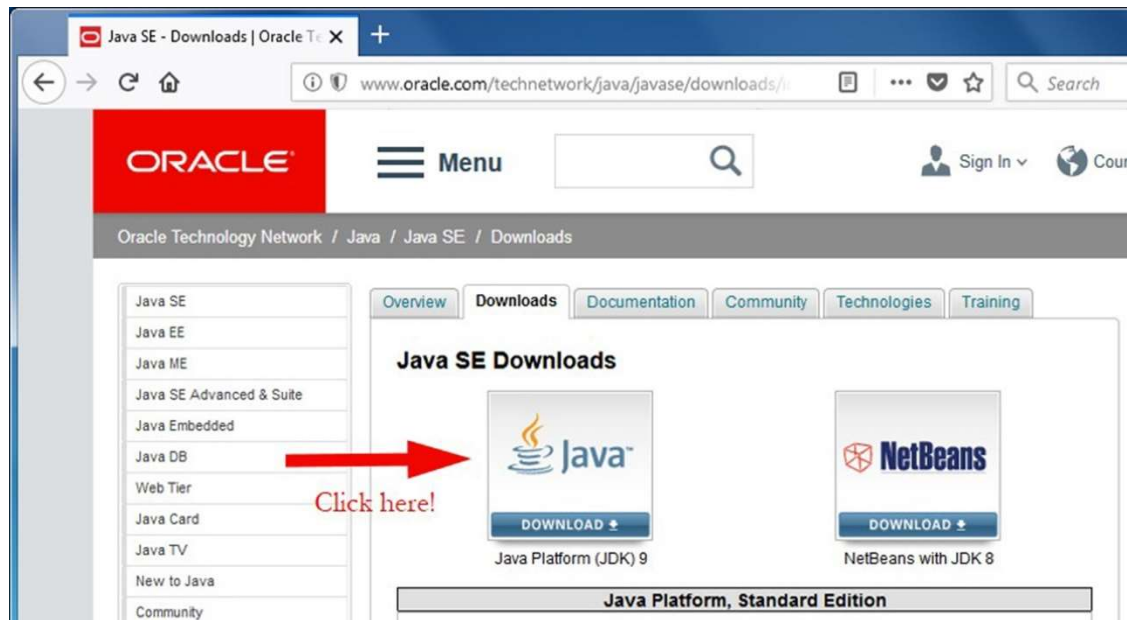 Java SE - Downloads | Oracle Te
www.oracle.com/technetwork/java/javase/downloads/i
Search
ORACLE
Menu
Sign In
Coun
Oracle Technology Network / Java / Java SE / Downloads
Java SE
Java EE
Java ME
Java SE Advanced & Suite
Java Embedded
Java DB
Web Tier
Java Card
Java TV
New to Java
Community
Overview Downloads Documentation Community Technologies Training
Java SE Downloads
Click here!
Java™
DOWNLOAD
Java Platform (JDK) 9
NetBeans
DOWNLOAD
NetBeans with JDK 8
Java Platform, Standard Edition